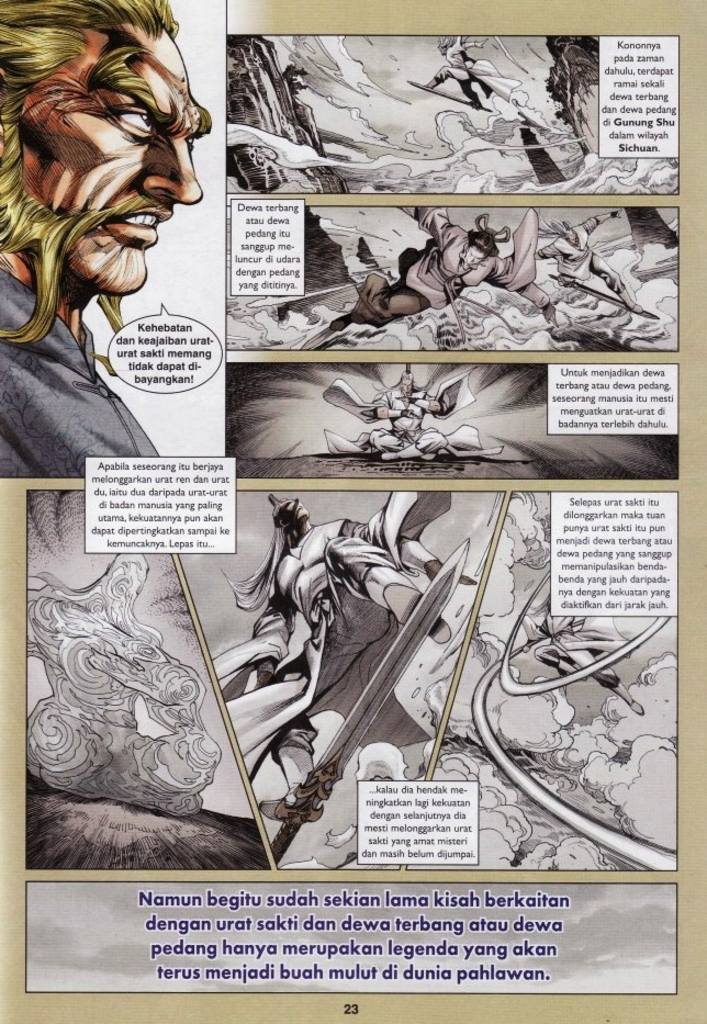 Kononnya
pada zaman
dahulu, terdapat
ramai sekali
dewa terbang
dan dewa pedang
di Gunung Shu
dalam wilayah
Sichuan.
Dewa terbang
atau dewa
pedang itu
sanggup me-
luncur di udara
dengan pedang
yang dititinya.
Kehebatan
dan keajaiban urat-
urat sakti memang
tidak dapat di-
bayangkan!
Untuk menjadikan dewa
terbang atau dewa pedang,
seseorang manusia itu mesti
menguatkan urat-urat di
badannya terlebih dahulu.
Apabila seseorang itu berjaya
melonggarkan urat ren dan urat
du, iaitu dua daripada urat-urat
di badan manusia yang paling
utama, kekuatannya pun akan
dapat dipertingkatkan sampai ke
kemuncaknya. Lepas itu...
...kalau dia hendak me-
ningkatkan lagi kekuatan
dengan selanjutnya dia
mesti melonggarkan urat
sakti yang amat misteri
dan masih belum dijumpai.
Selepas urat sakti itu
dilonggarkan maka tuan
punya urat sakti itu pun
menjadi dewa terbang atau
dewa pedang yang sanggup
memanipulasikan benda-
benda yang jauh daripada-
nya dengan kekuatan yang
diaktifkan dari jarak jauh.
Namun begitu sudah sekian lama kisah berkaitan
dengan urat sakti dan dewa terbang atau dewa
pedang hanya merupakan legenda yang akan
terus menjadi buah mulut di dunia pahlawan.
23